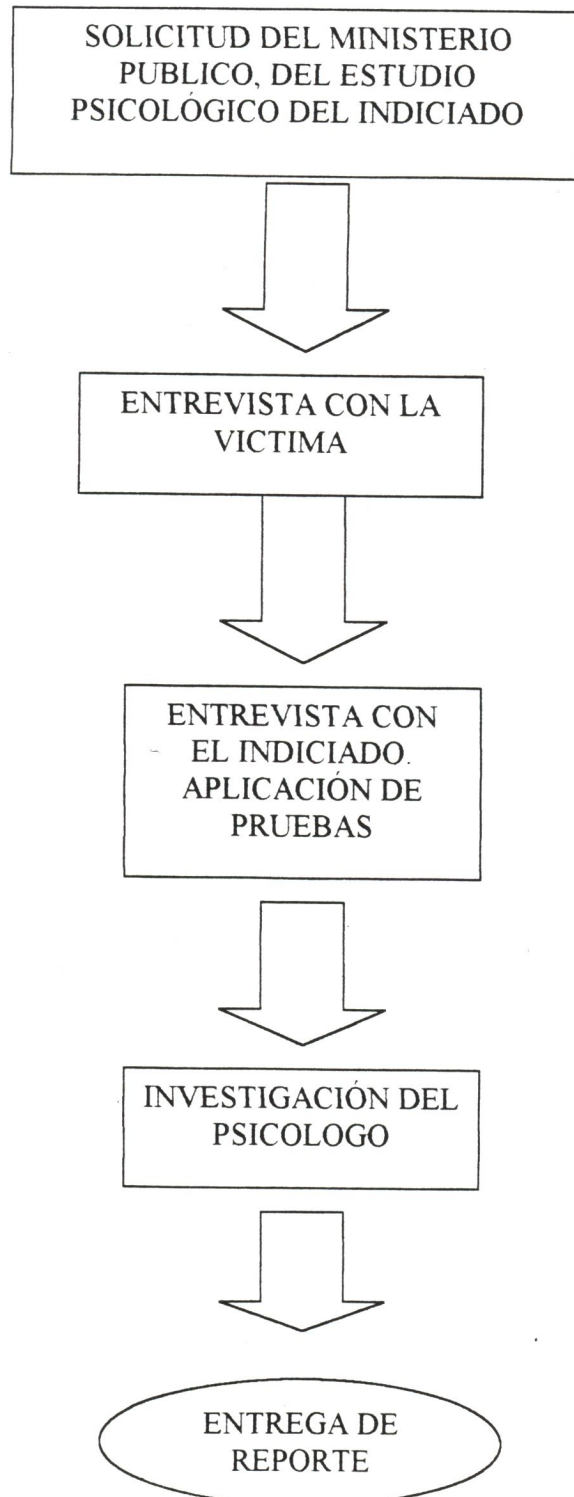 SOLICITUD DEL MINISTERIO
PUBLICO, DEL ESTUDIO
PSICOLÓGICO DEL INDICIADO
ENTREVISTA CON LA
VICTIMA
ENTREVISTA CON
EL INDICIADO.
APLICACIÓN DE
PRUEBAS
INVESTIGACIÓN DEL
PSICOLOGO
ENTREGA DE
REPORTE